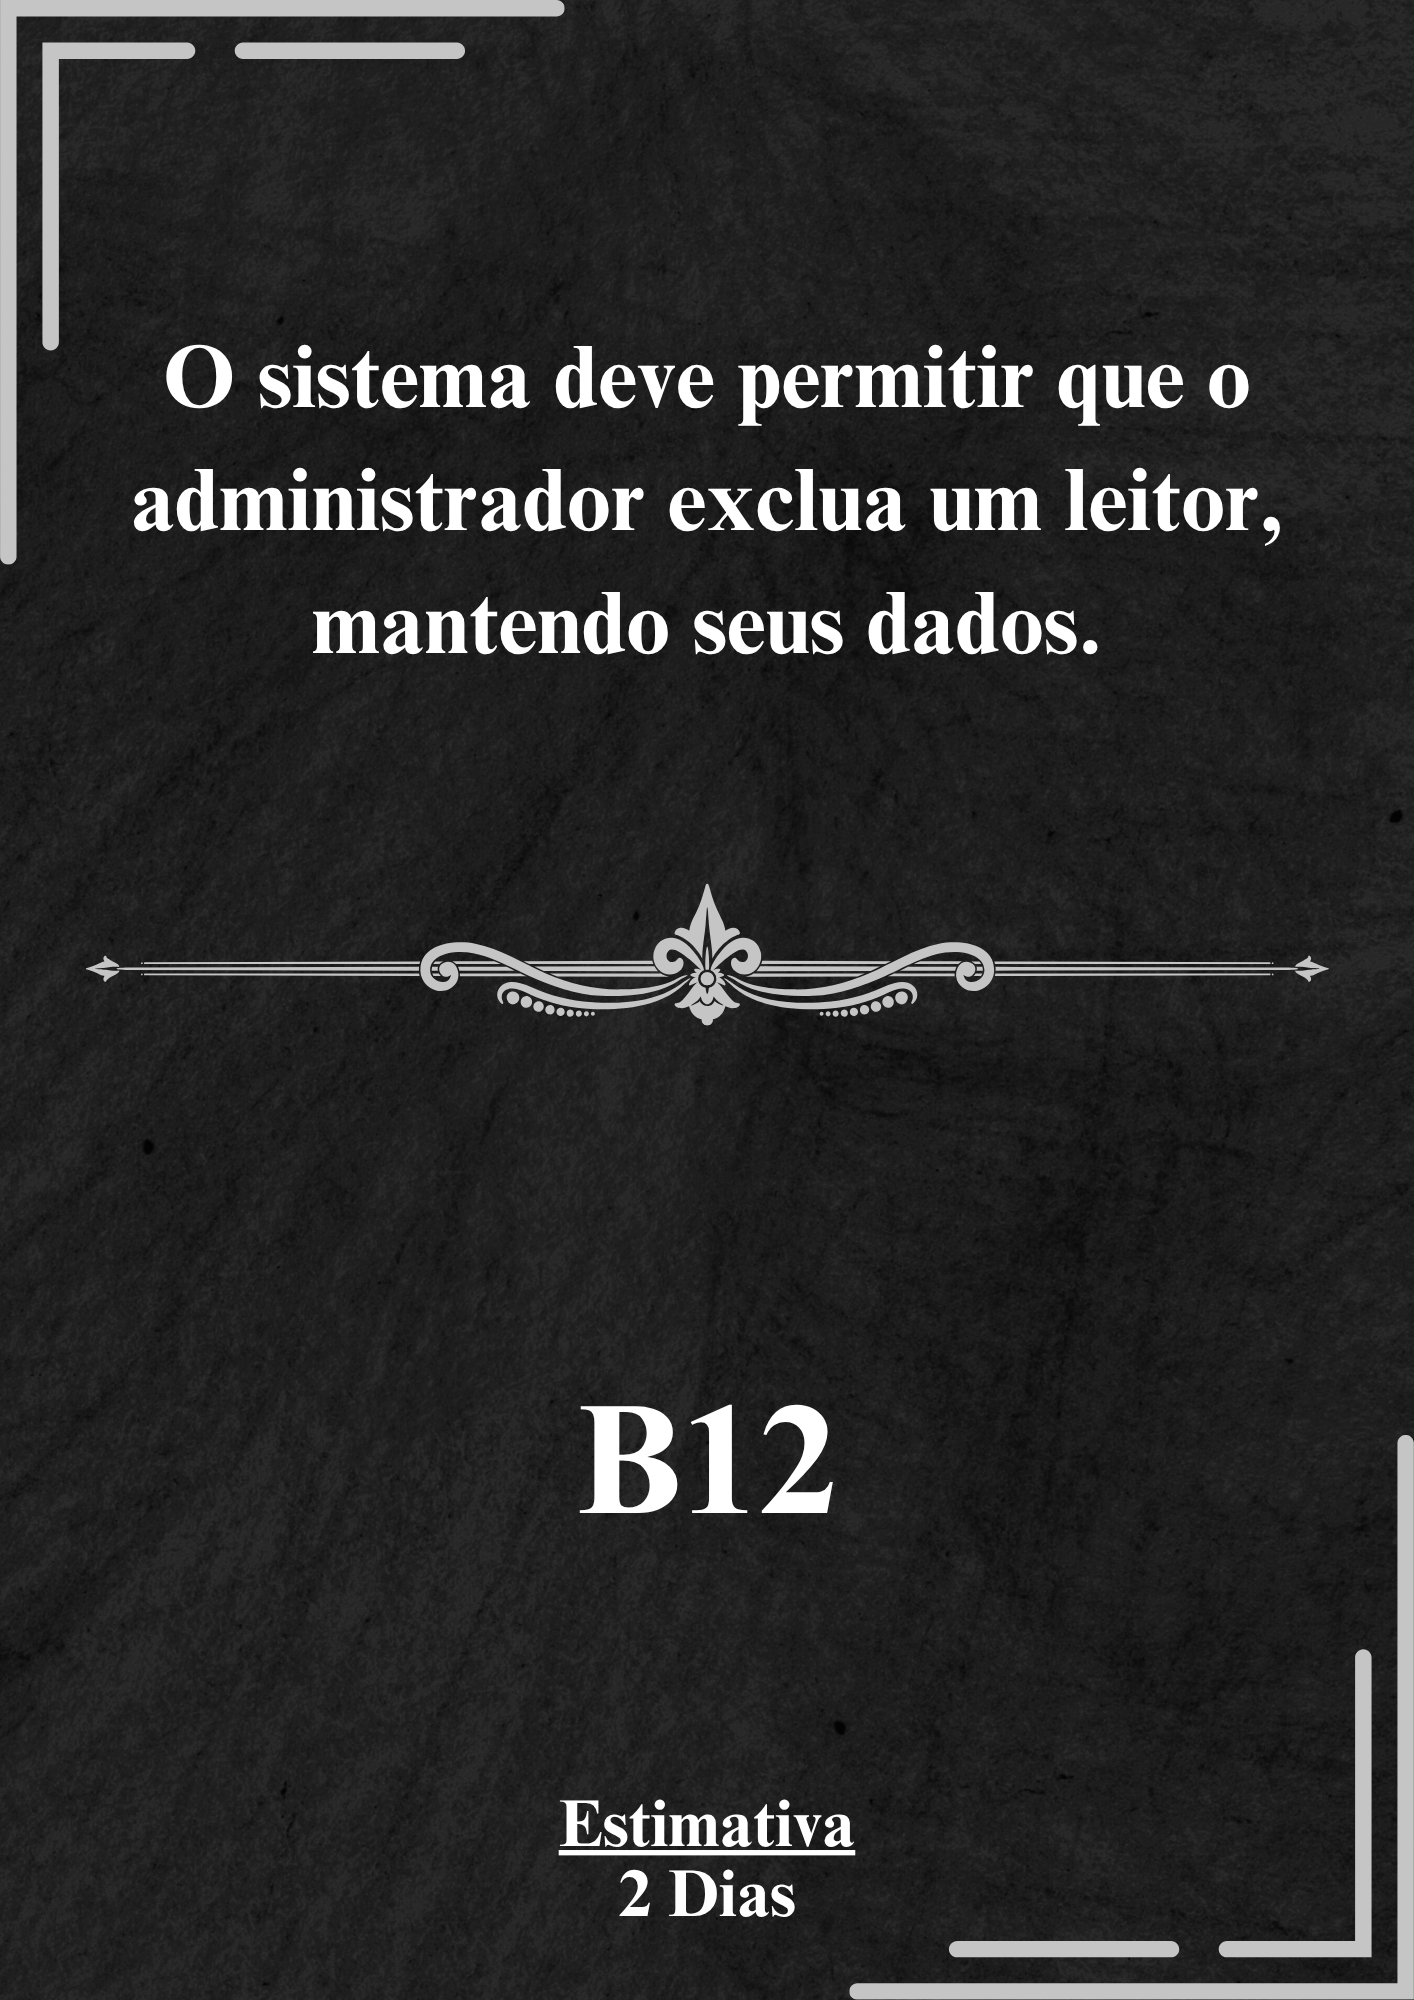 O sistema deve permitir que o
administrador exclua um leitor,
mantendo seus dados.
B12
Estimativa
2 Dias